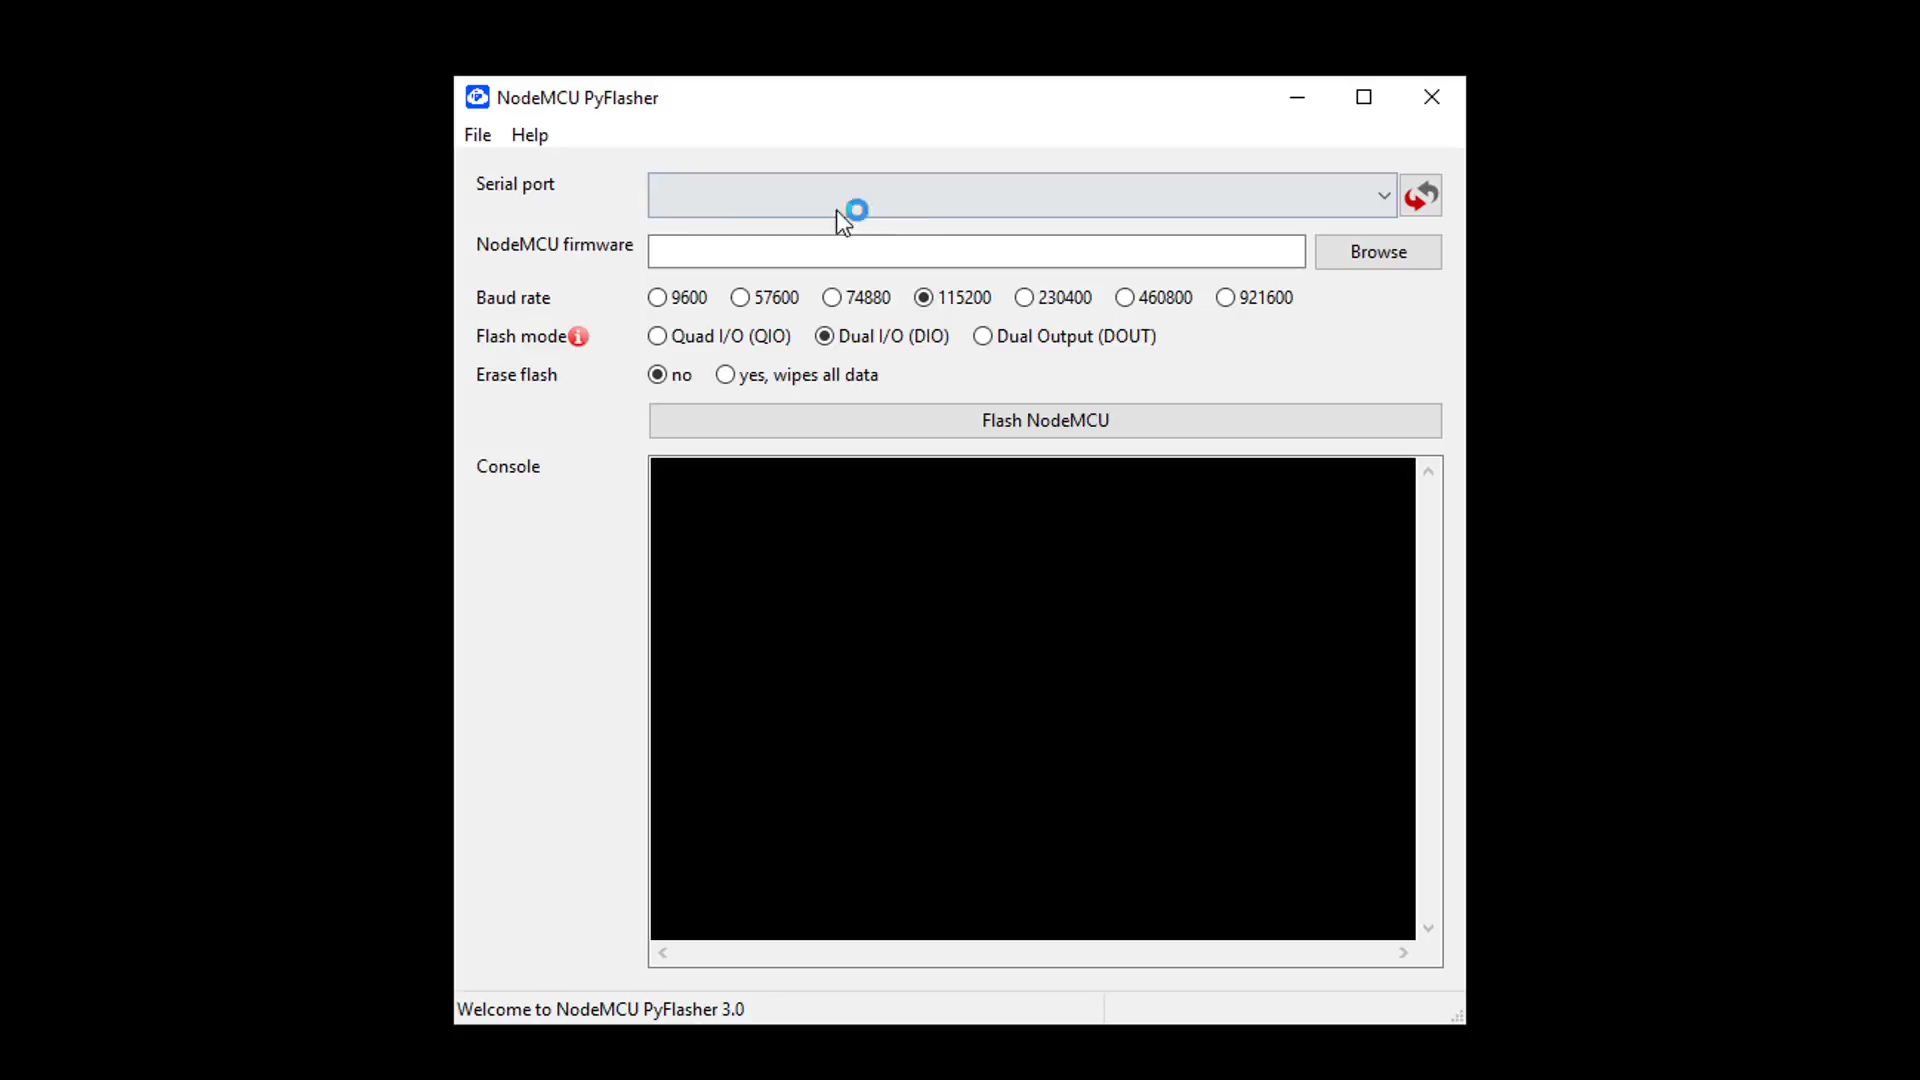 NodeMCU PyFlasher
File Help
Serial port
NodeMCU firmware Browse
Baud rate 9600 57600 74880 115200 230400 460800 921600
Flash mode Quad I/O (QIO) Dual I/O (DIO) Dual Output (DOUT)
Erase flash no yes, wipes all data
Flash NodeMCU
Console
Welcome to NodeMCU PyFlasher 3.0